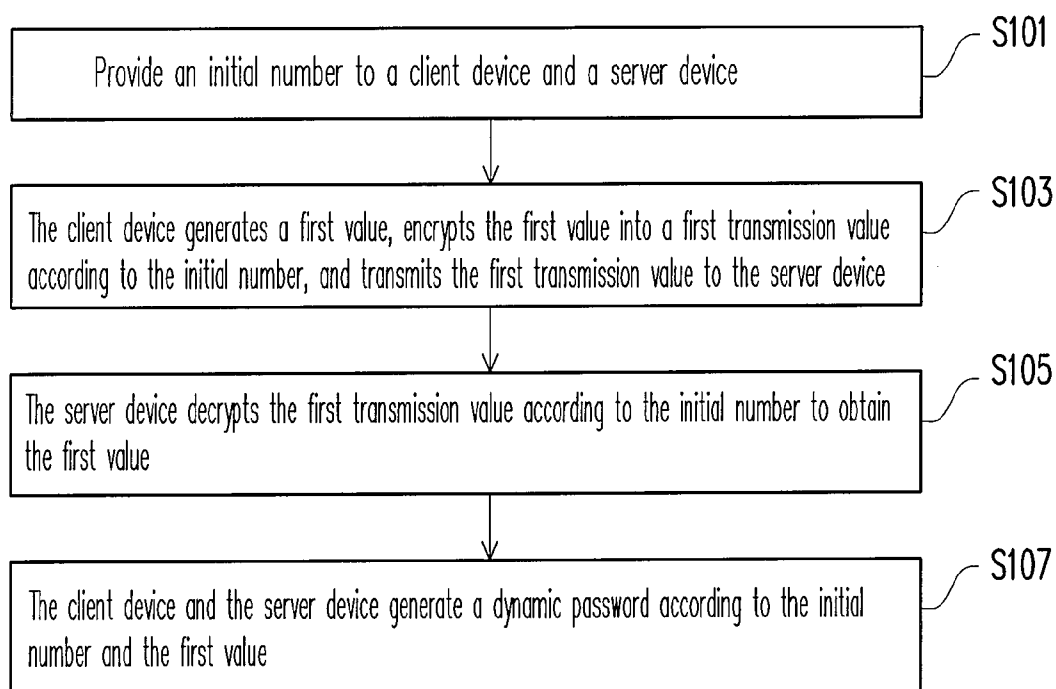 S101
Provide an initial number to a client device and a server device
S103
The client device generates a first value, encrypts the first value into a first transmission value
according to the initial number, and transmits the first transmission value to the server device
S105
The server device decrypts the first transmission value according to the initial number to obtain
the first value
S107
The client device and the server device generate a dynamic password according to the initial
number and the first value